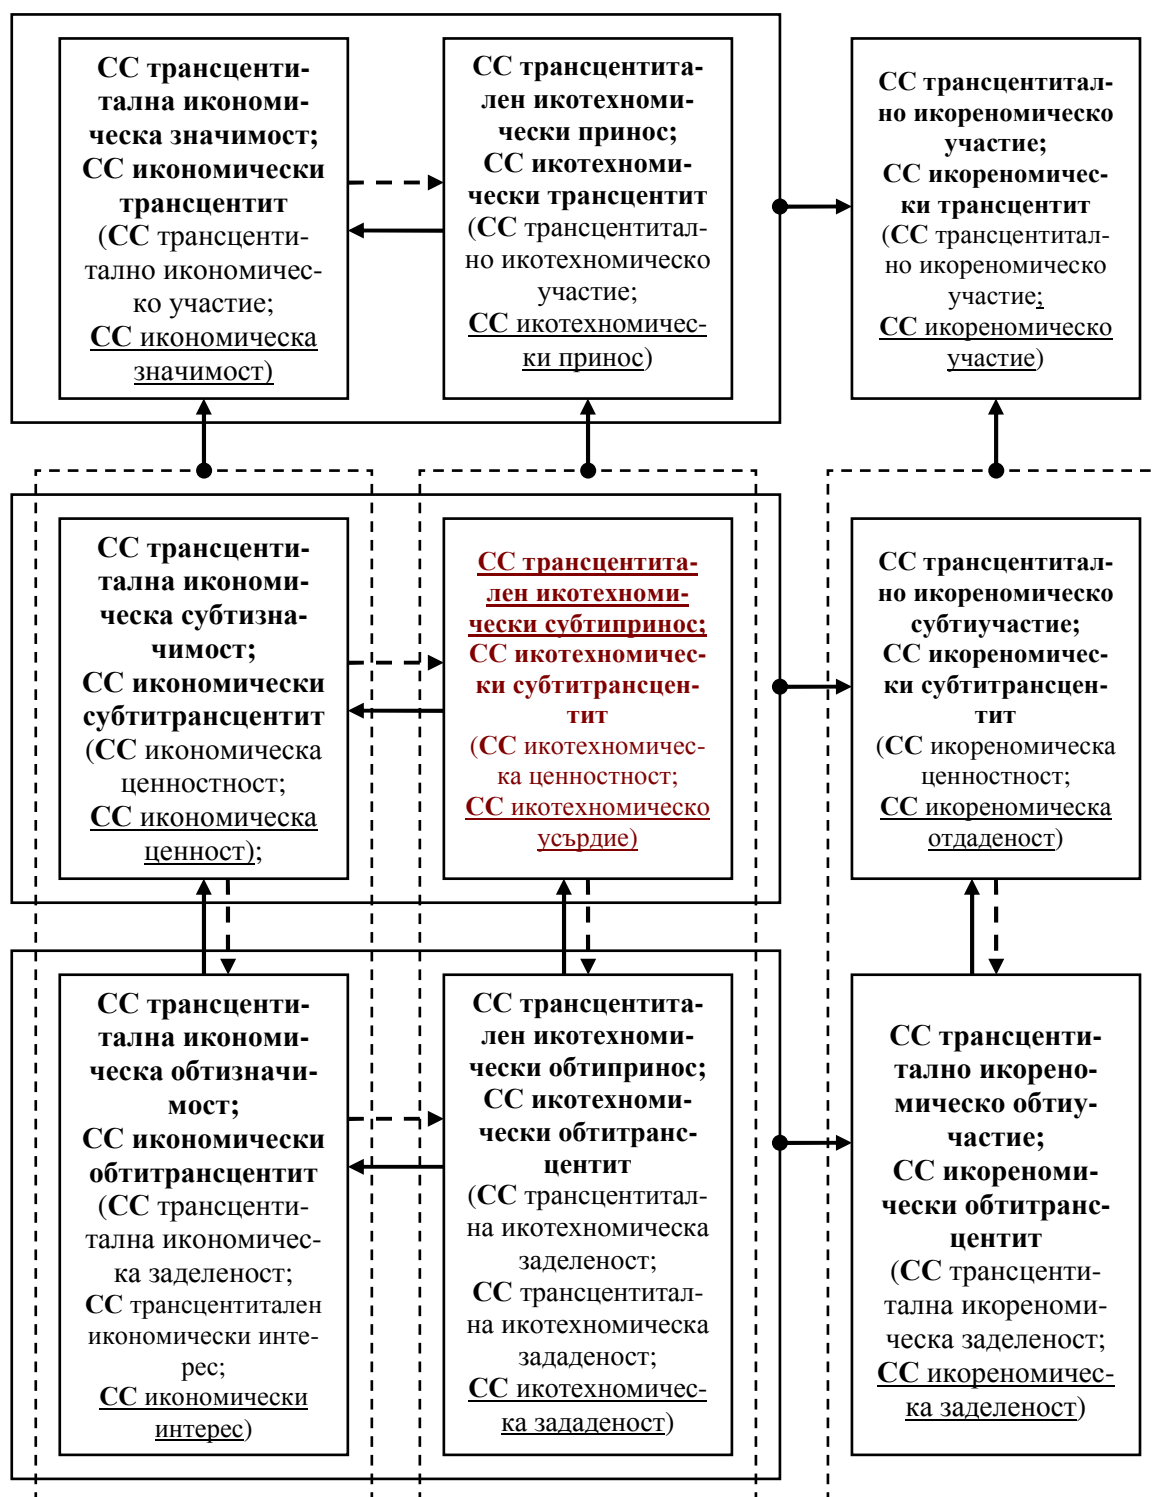 СС трансценти-
тална икономи-
ческа значимост;
СС икономически
трансцентит
(СС трансценти-
тално икономичес-
ко участие;
СС икономическа
значимост)
СС трансцентита-
лен икотехноми-
чески принос;
СС икотехноми-
чески трансцентит
(СС трансцентитал-
но икотехномическо
участие;
СС икотехномичес-
ки принос)
СС трансцентитал-
но икореномическо
участие;
СС икореномичес-
ки трансцентит
(СС трансцентитал-
но икореномическо
участие;
СС икореномическо
участие)
СС трансценти-
тална икономи-
ческа субтизна-
чимост;
СС икономически
субтитрансцентит
(СС икономическа
ценностност;
СС икономическа
ценност);
СС трансцентита-
лен икотехноми-
чески субтипринос;
СС икотехномичес-
ки субтитрансцен-
тит
(СС икотехномичес-
ка ценностност;
СС икотехномическо
усърдие)
СС трансцентитал-
но икореномическо
субтиучастие;
СС икореномичес-
ки субтитрансцен-
тит
(СС икореномическа
ценностност;
СС икореномическа
отдаденост)
СС трансценти-
тална икономи-
ческа обтизначи-
мост;
СС икономически
обтитрансцентит
(СС трансценти-
тална икономичес-
ка заделеност;
СС трансцентитален
икономически инте-
рес;
СС икономически
интерес)
СС трансцентита-
лен икотехноми-
чески обтипринос;
СС икотехноми-
чески обтитранс-
центит
(СС трансцентитал-
на икотехномическа
заделеност;
СС трансцентитал-
на икотехномическа
зададеност;
СС икотехномичес-
ка зададеност)
СС трансценти-
тално икорено-
мическо обтиу-
частие;
СС икореноми-
чески обтитранс-
центит
(СС трансценти-
тална икореноми-
ческа заделеност;
СС икореномичес-
ка заделеност)